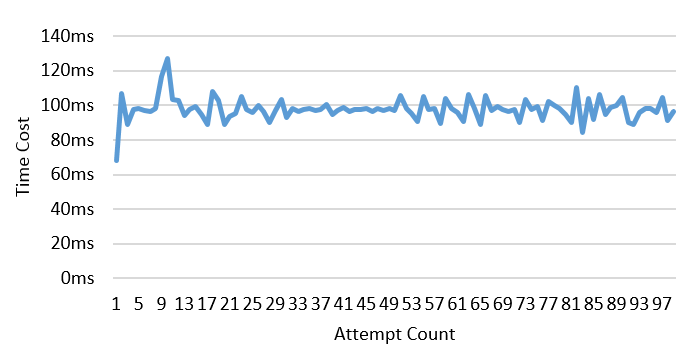 140ms
120ms
100ms
80ms
60ms
40ms
20ms
0ms
Time Cost
1 5 9 13 17 21 25 29 33 37 41 45 49 53 57 61 65 69 73 77 81 85 89 93 97
Attempt Count